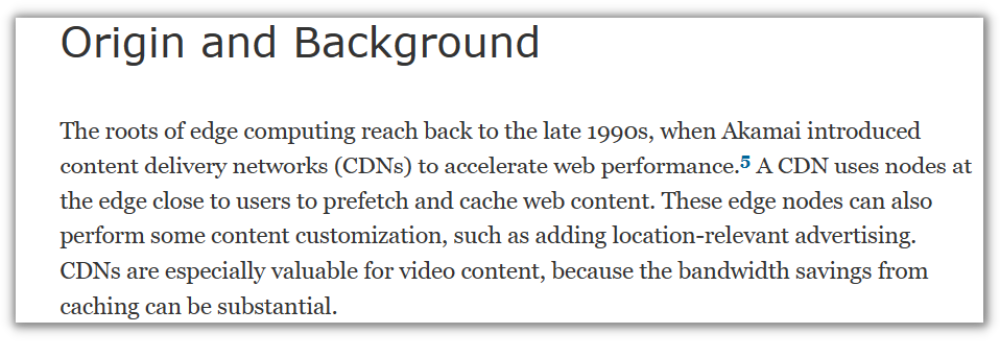 Origin and Background
The roots of edge computing reach back to the late 1990s, when Akamai introduced
content delivery networks (CDNs) to accelerate web performance.5 A CDN uses nodes at
the edge close to users to prefetch and cache web content. These edge nodes can also
perform some content customization, such as adding location-relevant advertising.
CDNs are especially valuable for video content, because the bandwidth savings from
caching can be substantial.